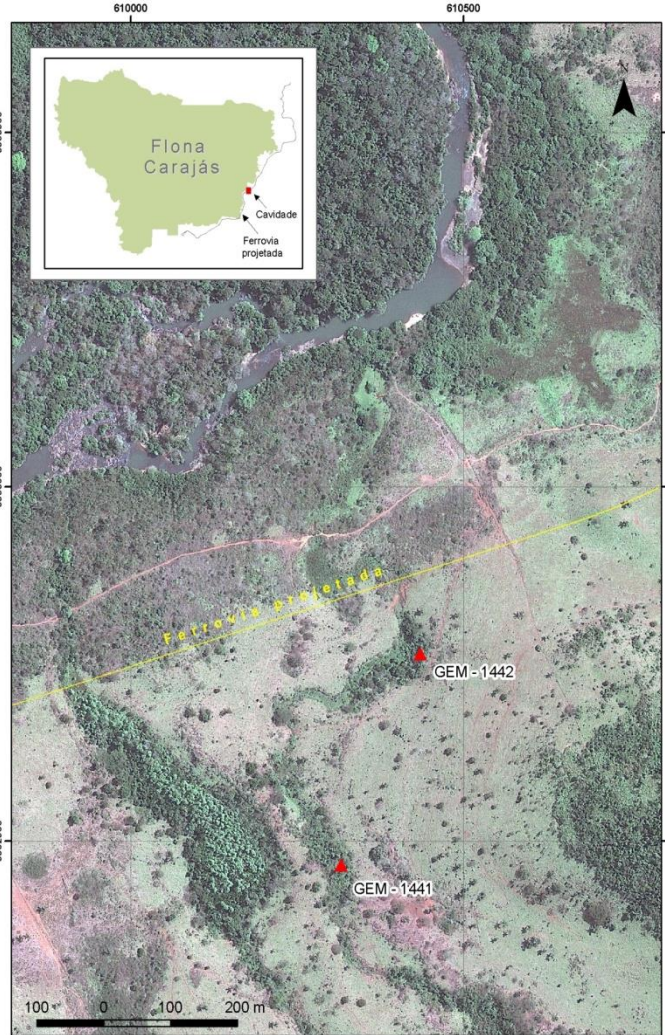 610000
610500
Flona
Carajás
Cavidade
Ferrovia
projetada
Ferrovia projetada
GEM - 1442
GEM - 1441
100
0
100
200 m